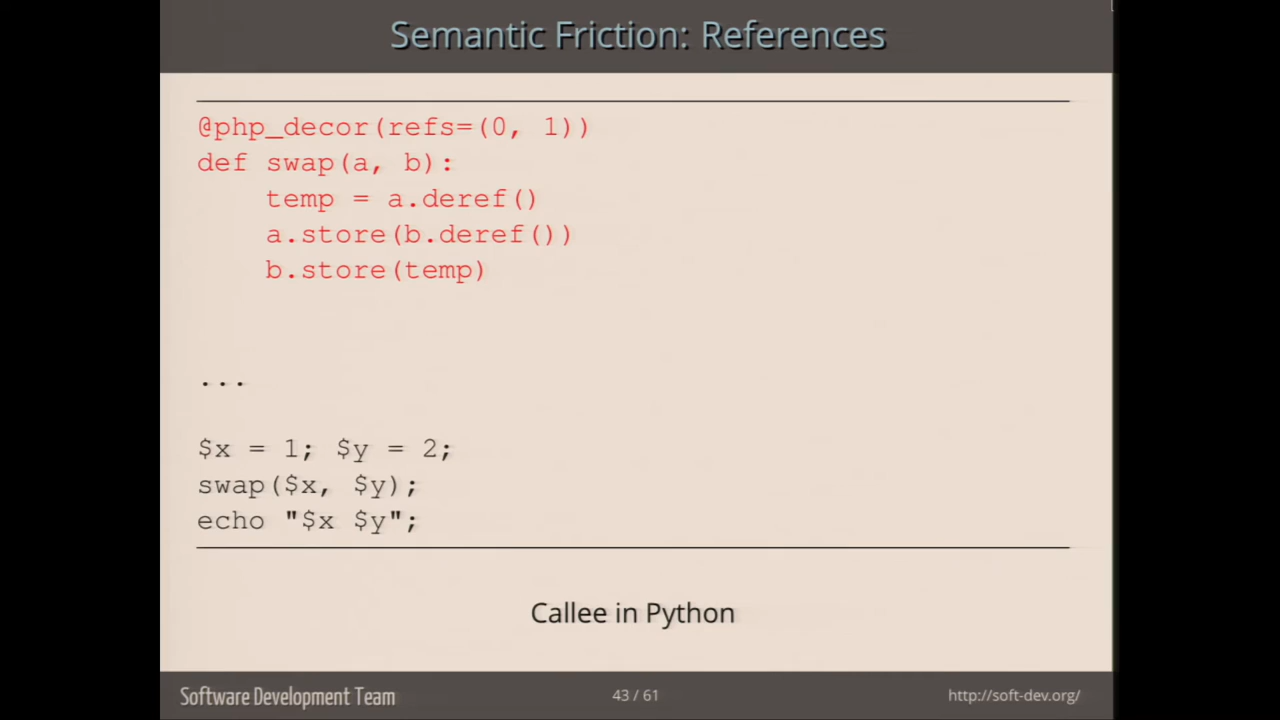 Semantic Friction: References
@php_decor(refs=(0, 1))
def swap(a, b):
    temp = a.deref()
    a.store(b.deref())
    b.store(temp)
...
$x = 1; $y = 2;
swap($x, $y);
echo "$x $y";
Callee in Python
Software Development Team
43 / 61
http://soft-dev.org/